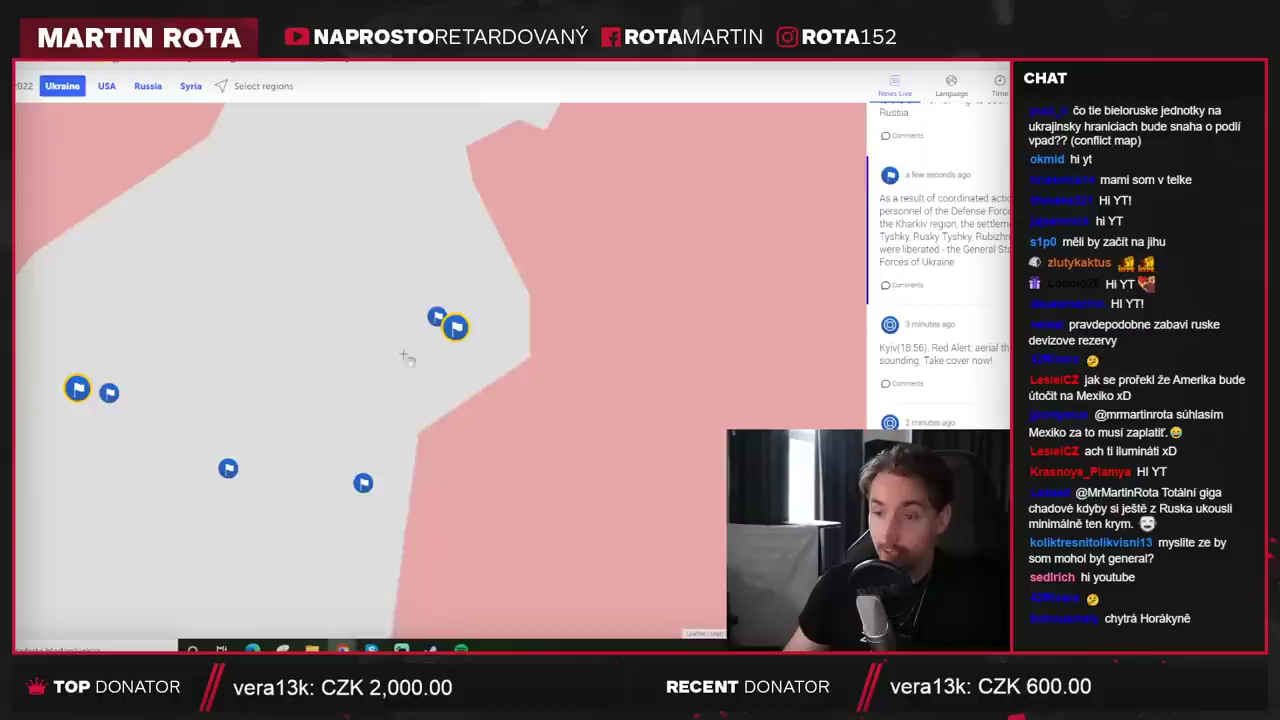 MARTIN ROTA
NAPROSTORETARDOVANÝ
ROTAMARTIN
ROTA152
2022
Ukraine
USA
Russia
Syria
Select regions
News Live
Language
Time
Russia
Comments
a few seconds ago
As a result of coordinated
personnel of the Defense
the Kharkiv region, the
Tyshky, Rusky Tyshky,
were liberated - the General
Forces of Ukraine
Comments
3 minutes ago
Kyiv(18:56). Red Alert: aerial
sounding. Take cover now!
Comments
2 minutes ago
CHAT
čo tie bieloruske jednotky na
ukrajinsky hraniciach bude snaha o podlí
vpad?? (conflict map)
okmid hi yt
mami som v telke
Hi YT!
hi YT
s1p0 měli by začít na jihu
zlutykaktus
Hi YT
HI YT!
pravdepodobne zabavi ruske
devizove rezervy
LesielCZ jak se prořekl že Amerika bude
útočit na Mexiko xD
@mrmartinrota súhlasím
Mexiko za to musí zaplatiť.
LesielCZ ach ti ilumináti xD
Krasnoye_Plamya HI YT
@MrMartinRota Totální giga
chadové kdyby si ještě z Ruska ukousli
minimálně ten krym.
koliktresnitolikvisni13 myslite ze by
som mohol byt general?
sedlrich hi youtube
chytrá Horákyně
TOP DONATOR
vera13k: CZK 2,000.00
RECENT DONATOR
vera13k: CZK 600.00